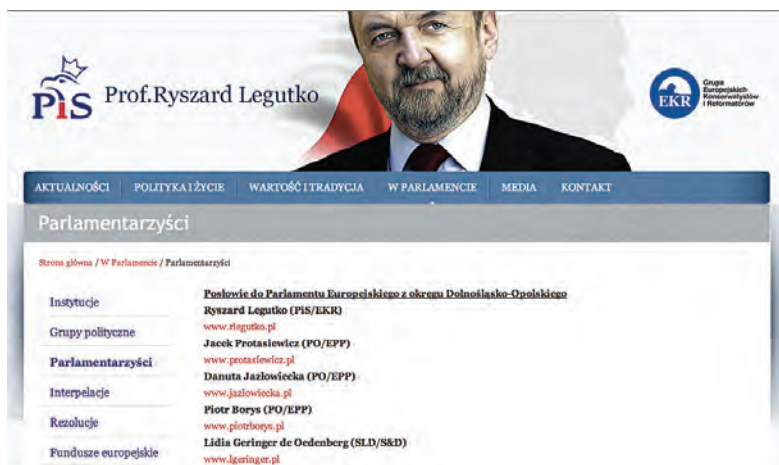 PiS
Prof.Ryszard Legutko
EKR
Grupa
Europejskich
Konserwatystów
i Reformatorów
AKTUALNOŚCI POLITYKA I ŻYCIE WARTOŚĆ I TRADYCJA W PARLAMENCIE MEDIA KONTAKT
Parlamentarzyści
Strona główna / W Parlamencie / Parlamentarzyści
Instytucje
Grupy polityczne
Parlamentarzyści
Interpelacje
Rezolucje
Fundusze europejskie
Posłowie do Parlamentu Europejskiego z okręgu Dolnośląsko-Opolskiego
Ryszard Legutko (PiS/EKR)
www.rlegutko.pl
Jacek Protasiewicz (PO/EPP)
www.protasiewicz.pl
Danuta Jazłowiecka (PO/EPP)
www.jazlowiecka.pl
Piotr Borys (PO/EPP)
www.piotrborys.pl
Lidia Geringer de Oedenberg (SLD/S&D)
www.lgeringer.pl